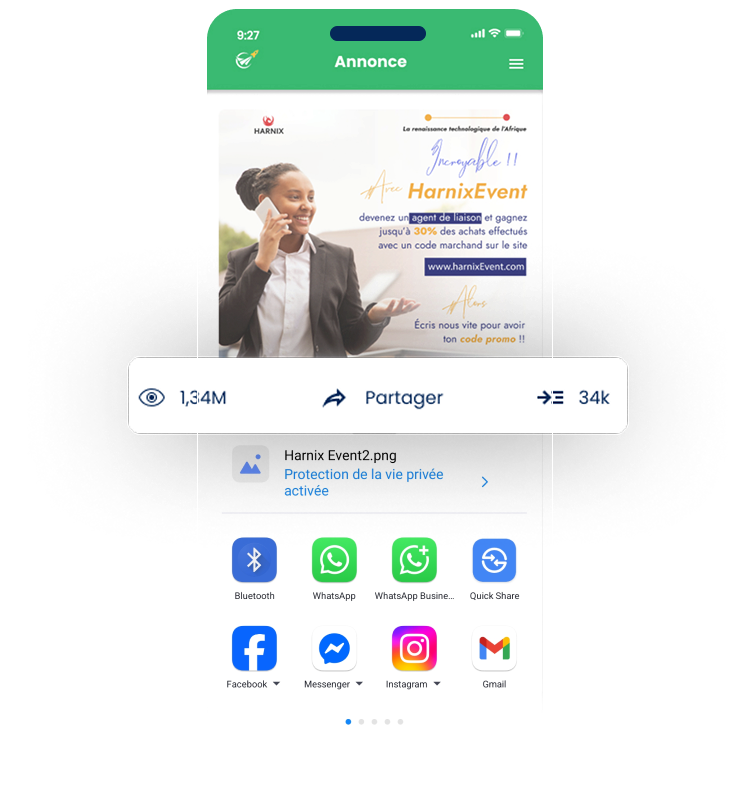 9:27
Annonce
HARNIX
La renaissance technologique de l'Afrique
Incroyable !!
Avec HarnixEvent
devenez un agent de liaison et gagnez
jusqu'à 30% des achats effectués
avec un code marchand sur le site
www.harnixEvent.com
Alors
Écris nous vite pour avoir
ton code promo !!
1,34M
Partager
34k
Harnix Event2.png
Protection de la vie privée
activée
Bluetooth
WhatsApp
WhatsApp Busine...
Quick Share
Facebook
Messenger
Instagram
Gmail